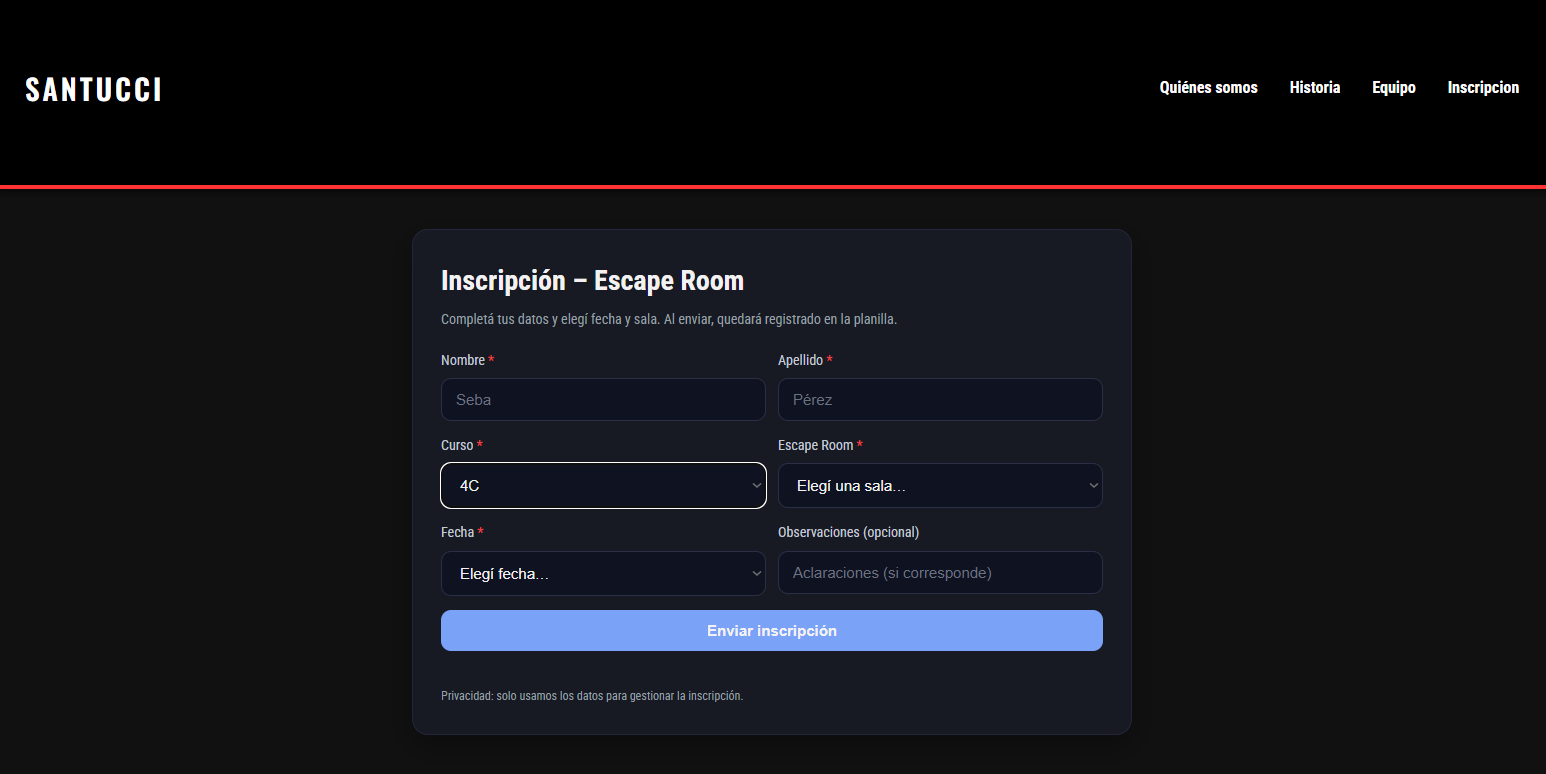 SANTUCCI
Quiénes somos
Historia
Equipo
Inscripcion
Inscripción – Escape Room
Completá tus datos y elegí fecha y sala. Al enviar, quedará registrado en la planilla.
Nombre *
Apellido *
Seba
Pérez
Curso *
Escape Room *
4C
Elegí una sala...
Fecha *
Observaciones (opcional)
Elegí fecha...
Aclaraciones (si corresponde)
Enviar inscripción
Privacidad: solo usamos los datos para gestionar la inscripción.